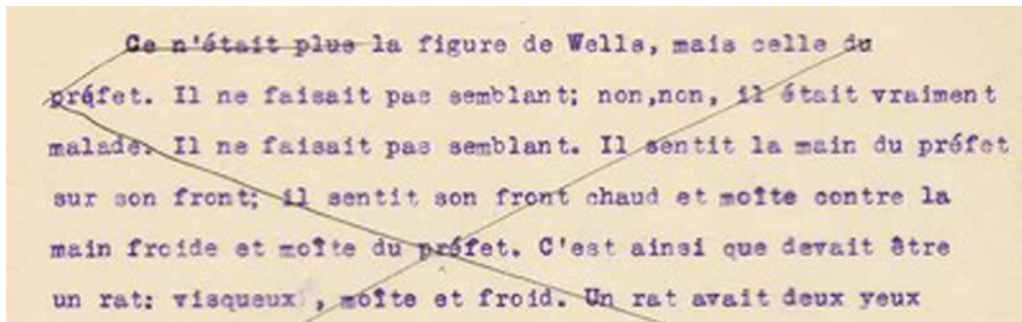 Ce n'était plus la figure de Wells, mais celle du
préfet. Il ne faisait pas semblant; non,non, il était vraiment
malade. Il ne faisait pas semblant. Il sentit la main du préfet
sur son front; il sentit son front chaud et moîte contre la
main froide et moîte du préfet. C'est ainsi que devait être
un rat: visqueux , moîte et froid. Un rat avait deux yeux